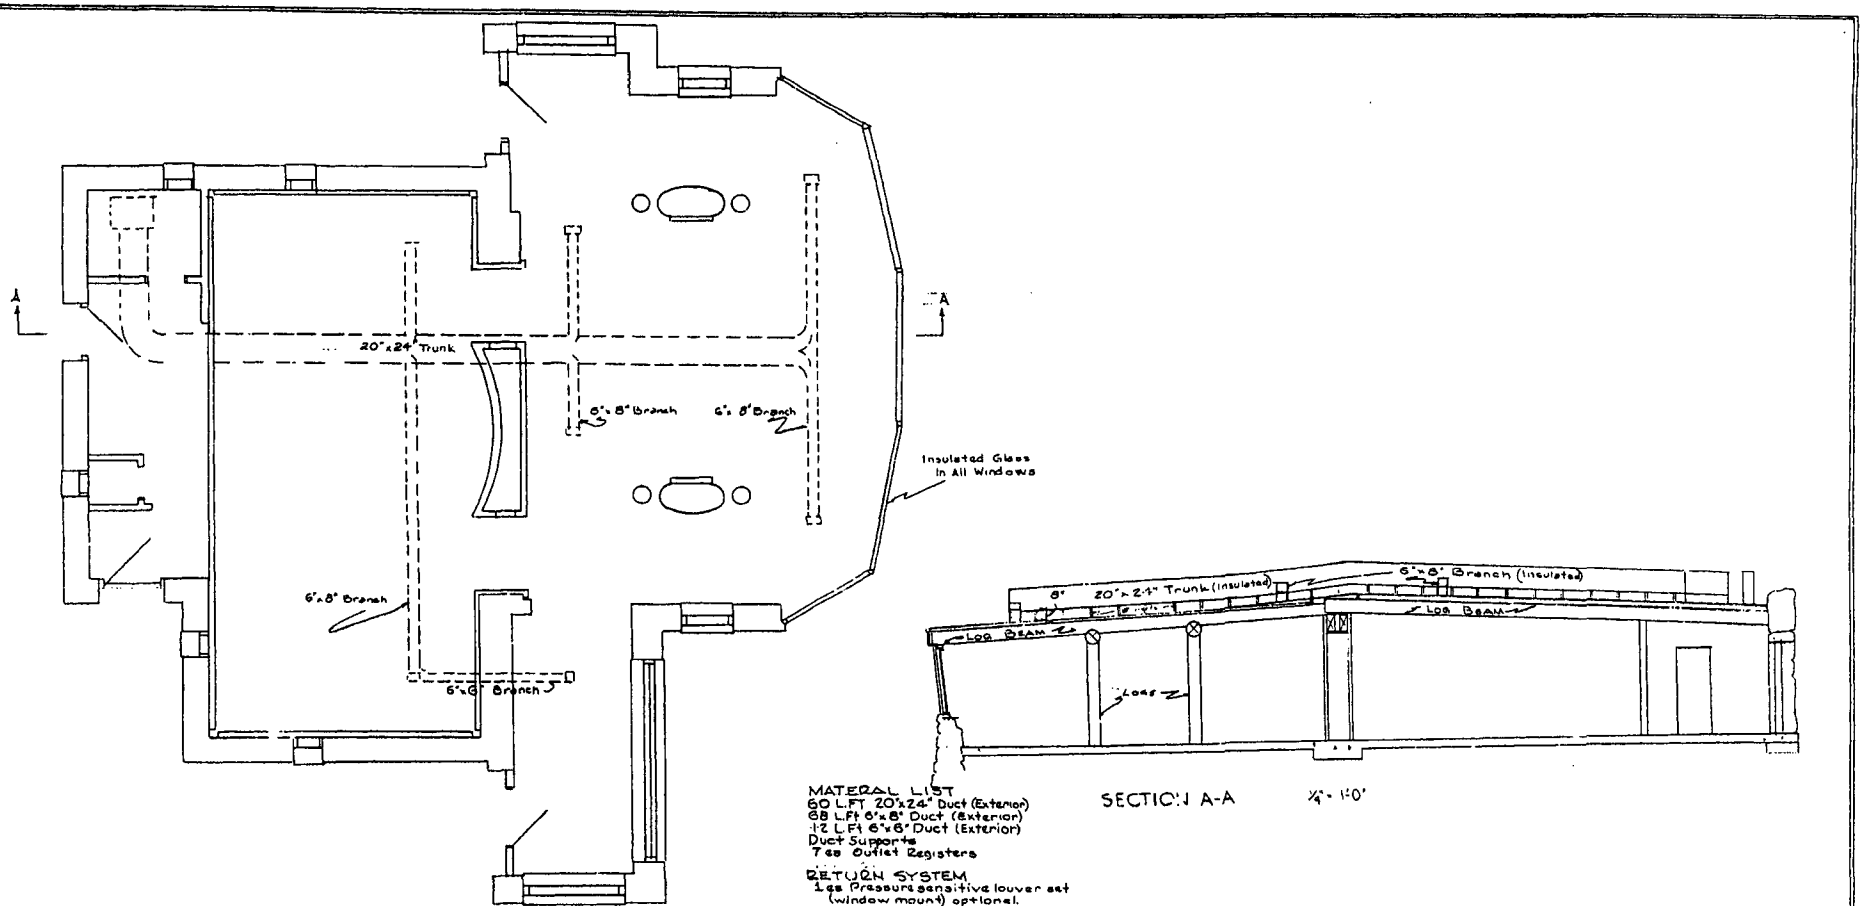 A
A
20"x24" Trunk
6"x 8" Branch
6"x 8" Branch
Insulated Glass
In All Windows
6"x8" Branch
6"x6" Branch
6"x8" Branch (Insulated)
8"
20"x24" Trunk (Insulated)
LOG BEAM
LOG BEAM
LOGS
MATERAL LIST
60 L.FT 20"x24" Duct (Exterior)
68 L.Ft 6"x8" Duct (Exterior)
12 L.Ft 6"x6" Duct (Exterior)
Duct Supports
7 ea Outlet Registers
RETURN SYSTEM
1 ea Pressure sensitive louver set
(window mount) optional.
SECTION A-A
¼"= 1'-0"